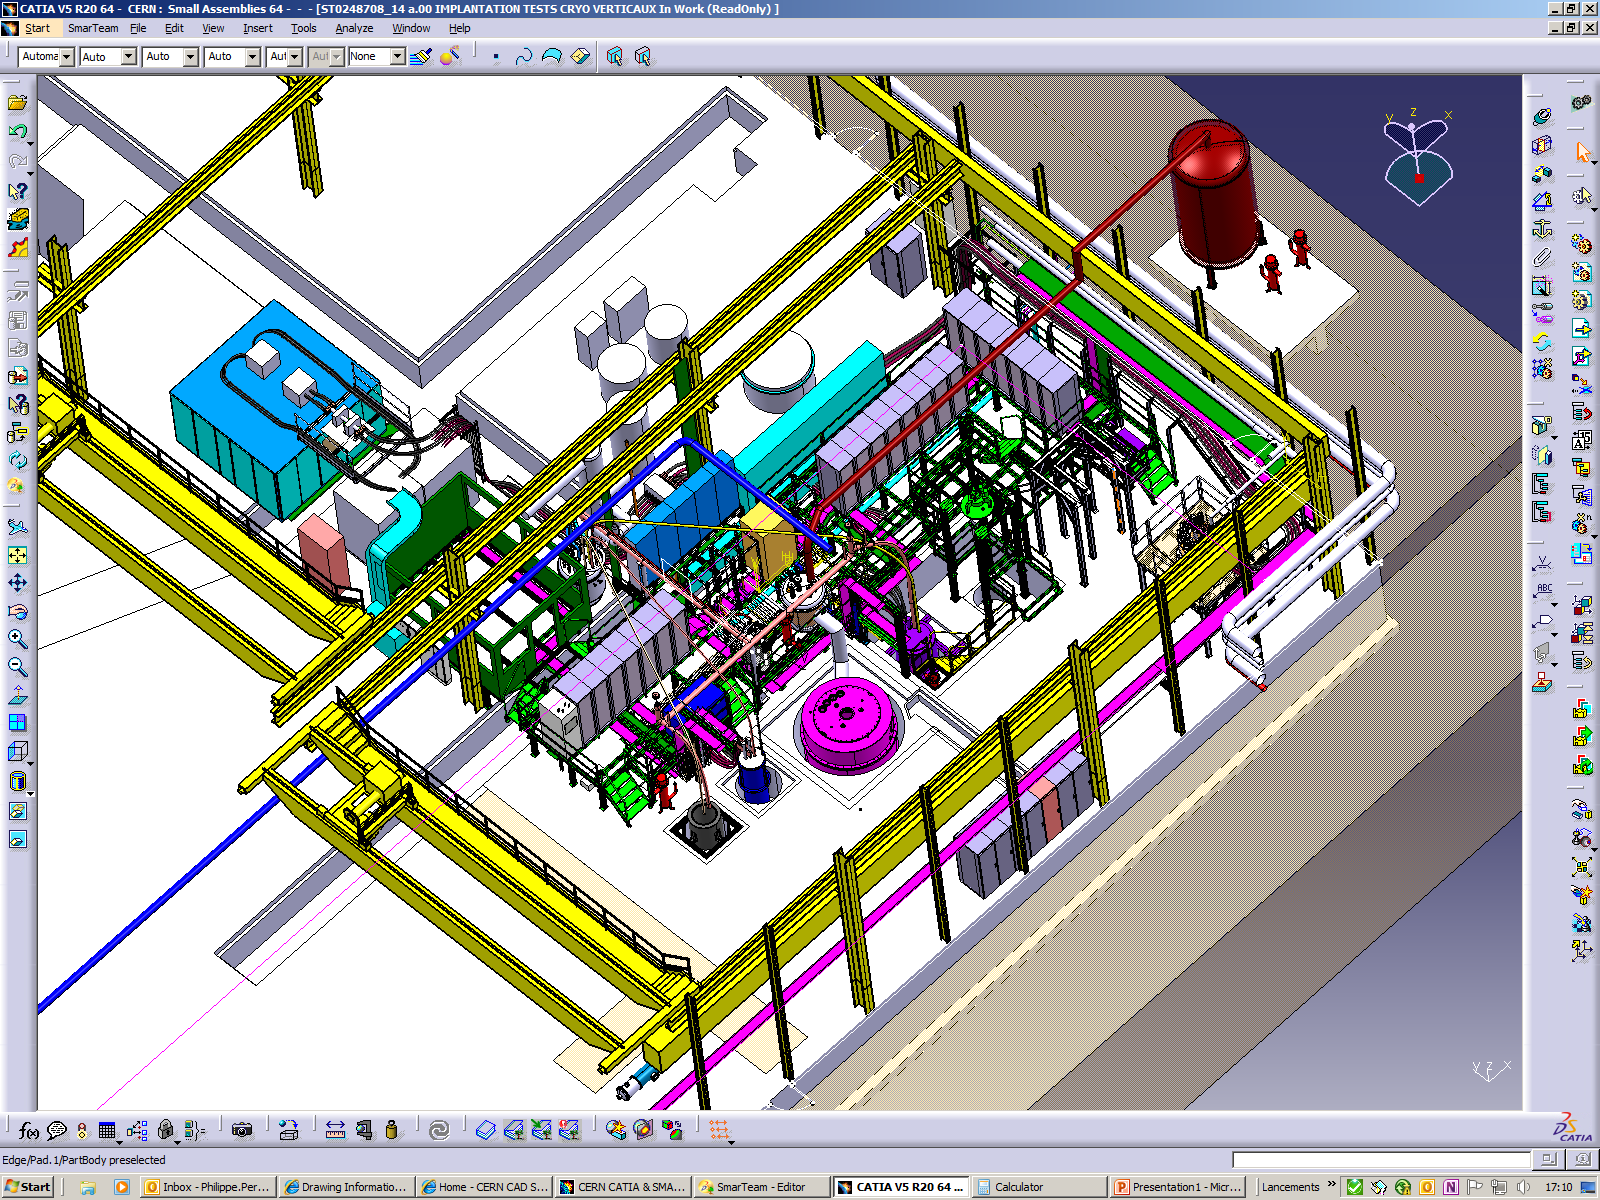 CATIA V5 R20 64 - CERN : Small Assemblies 64 - - - [ST0248708_14 a.00 IMPLANTATION TESTS CRYO VERTICAUX In Work (ReadOnly) ]
Start SmarTeam File Edit View Insert Tools Analyze Window Help
Automa Auto Auto Auto Aut Aut None
Y Z X
ABC
Y Z X
f(x)
CATIA
Edge/Pad.1/PartBody preselected
Start Inbox - Philippe.Per... Drawing Informatio... Home - CERN CAD S... CERN CATIA & SMA... SmarTeam - Editor CATIA V5 R20 64 ... Calculator Presentation1 - Micr... Lancements » 17:10